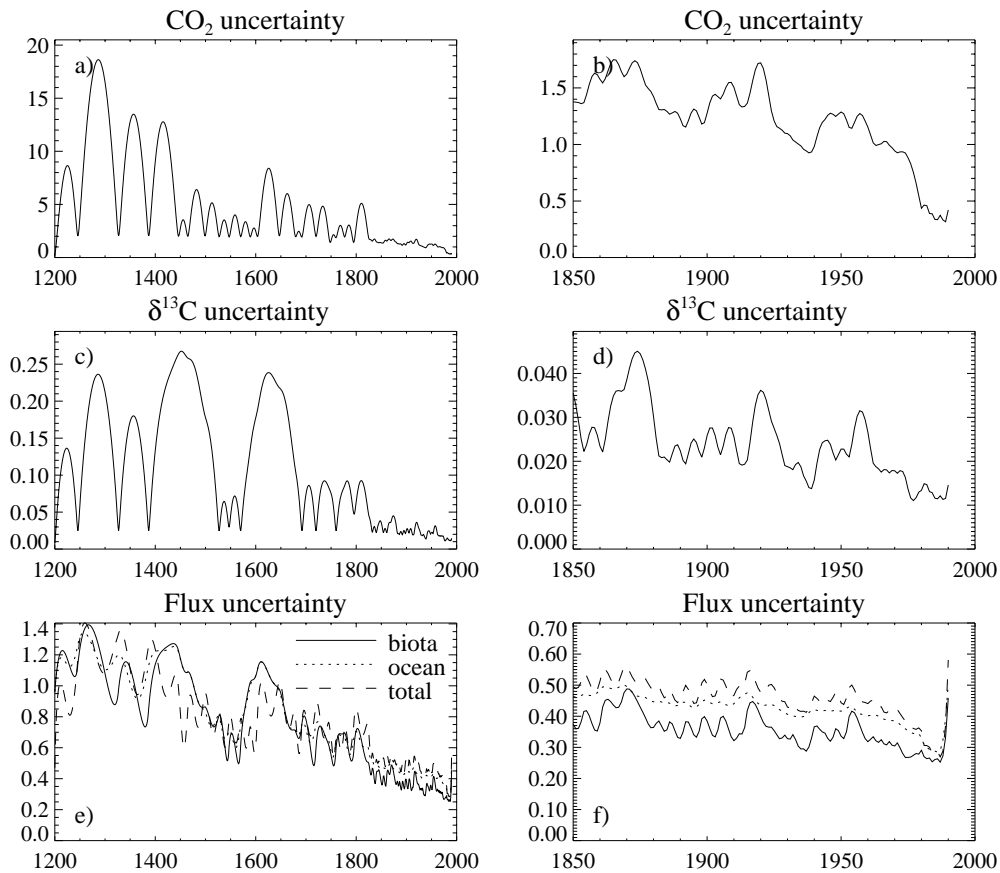 CO₂ uncertainty
a)
20
15
10
5
0
1200 1400 1600 1800 2000
CO₂ uncertainty
b)
1.5
1.0
0.5
0.0
1850 1900 1950 2000
δ¹³C uncertainty
c)
0.25
0.20
0.15
0.10
0.05
0.00
1200 1400 1600 1800 2000
δ¹³C uncertainty
d)
0.040
0.030
0.020
0.010
0.000
1850 1900 1950 2000
Flux uncertainty
1.4
1.2
1.0
0.8
0.6
0.4
0.2
0.0
biota
ocean
total
e)
1200 1400 1600 1800 2000
Flux uncertainty
0.70
0.60
0.50
0.40
0.30
0.20
0.10
0.00
f)
1850 1900 1950 2000